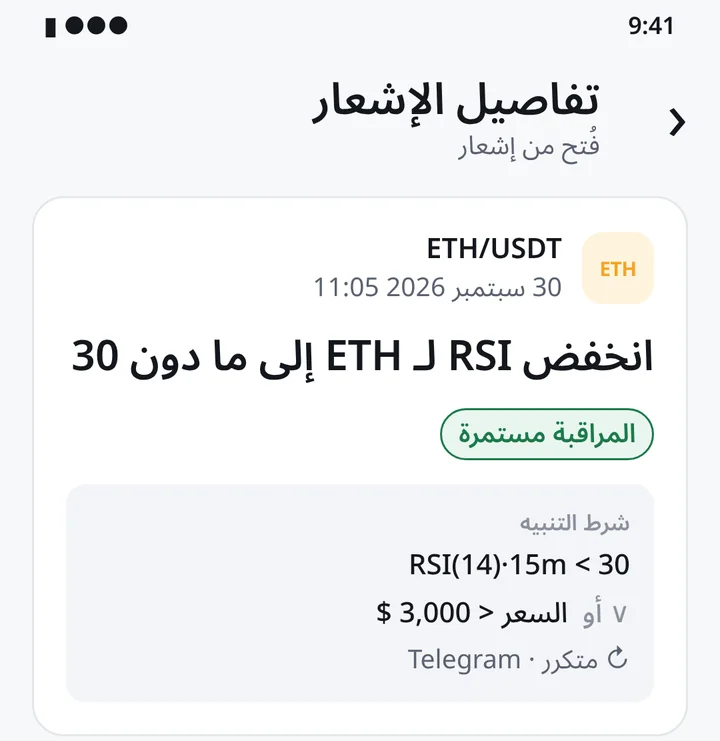 9:41
تفاصيل الإشعار
فُتح من إشعار
ETH
ETH/USDT
30 سبتمبر 2026 11:05
انخفض RSI لـ ETH إلى ما دون 30
المراقبة مستمرة
شرط التنبيه
RSI(14)·15m < 30
∨ أو السعر < 3,000 $
↻ متكرر · Telegram